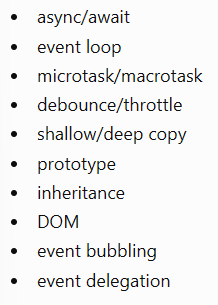 • async/await
• event loop
• microtask/macrotask
• debounce/throttle
• shallow/deep copy
• prototype
• inheritance
• DOM
• event bubbling
• event delegation